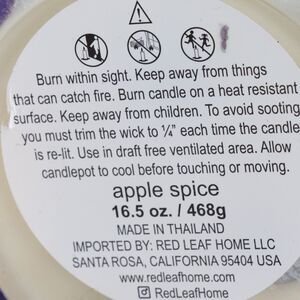 Burn within sight. Keep away from things
that can catch fire. Burn candle on a heat resistant
surface. Keep away from children. To avoid sooting,
you must trim the wick to ¼" each time the candle
is re-lit. Use in draft free ventilated area. Allow
candlepot to cool before touching or moving.
apple spice
16.5 oz. / 468g
MADE IN THAILAND
IMPORTED BY: RED LEAF HOME LLC
SANTA ROSA, CALIFORNIA 95404 USA
www.redleafhome.com
RedLeafHome